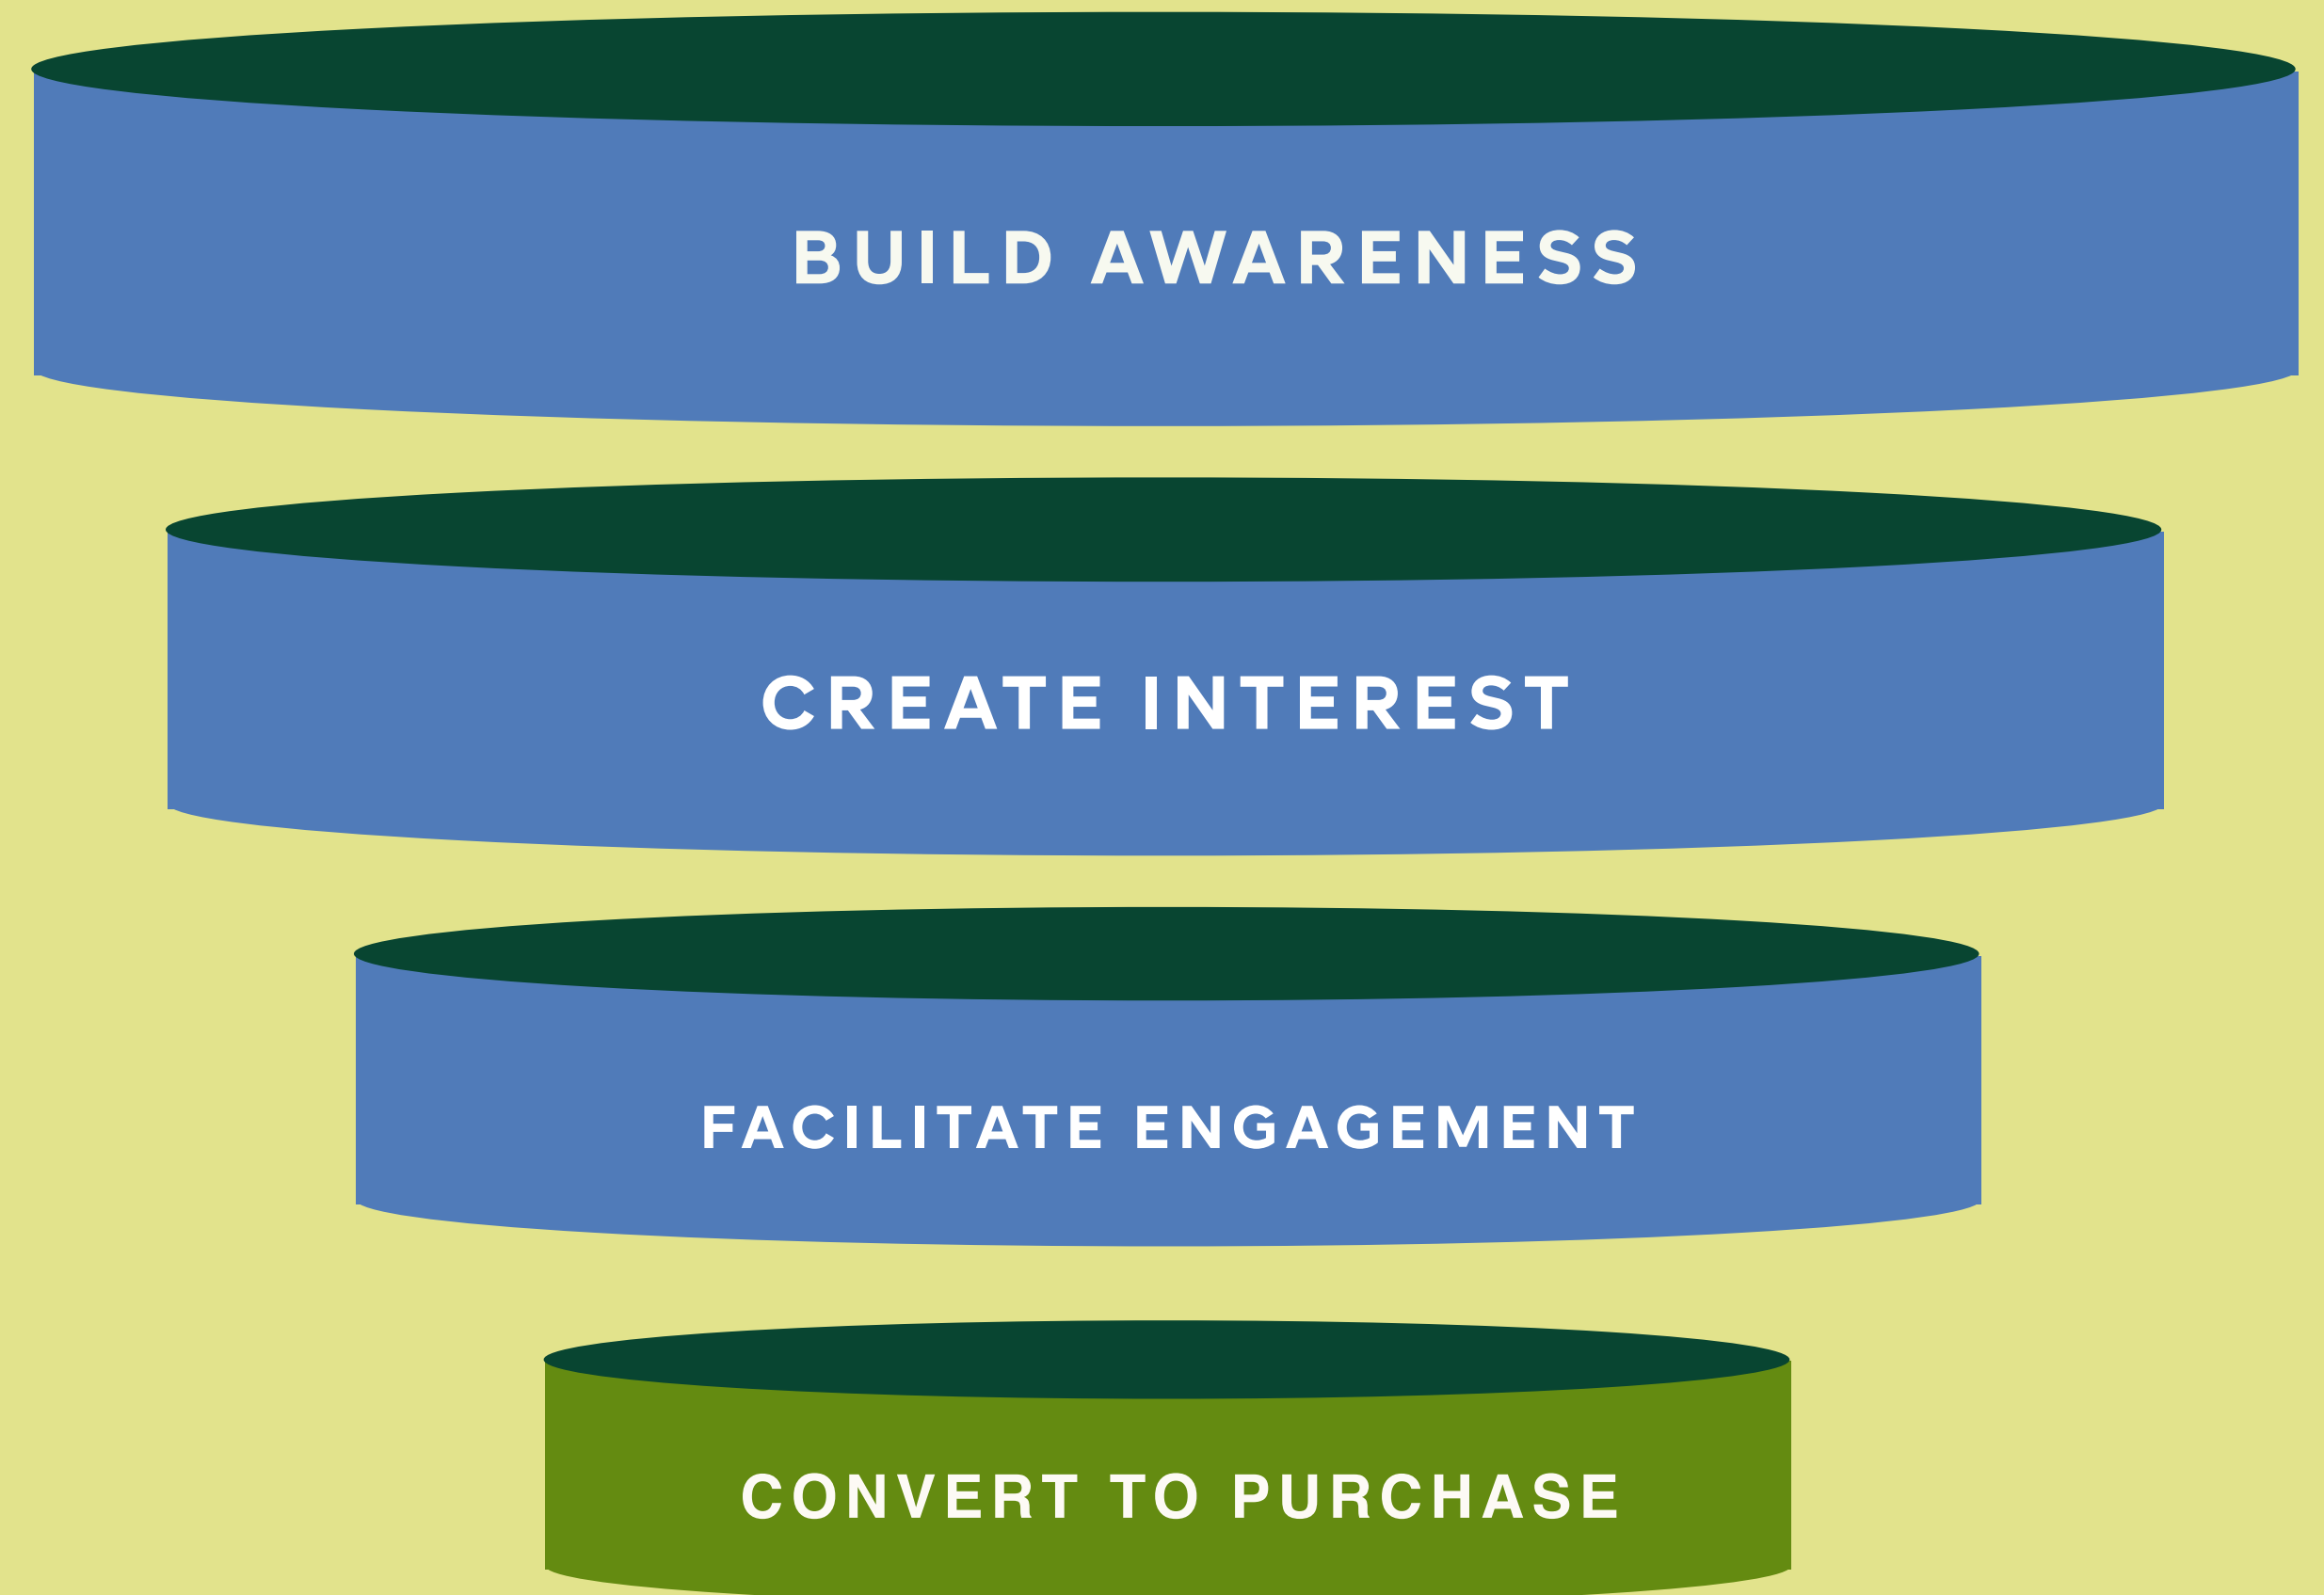 BUILD AWARENESS
CREATE INTEREST
FACILITATE ENGAGEMENT
CONVERT TO PURCHASE